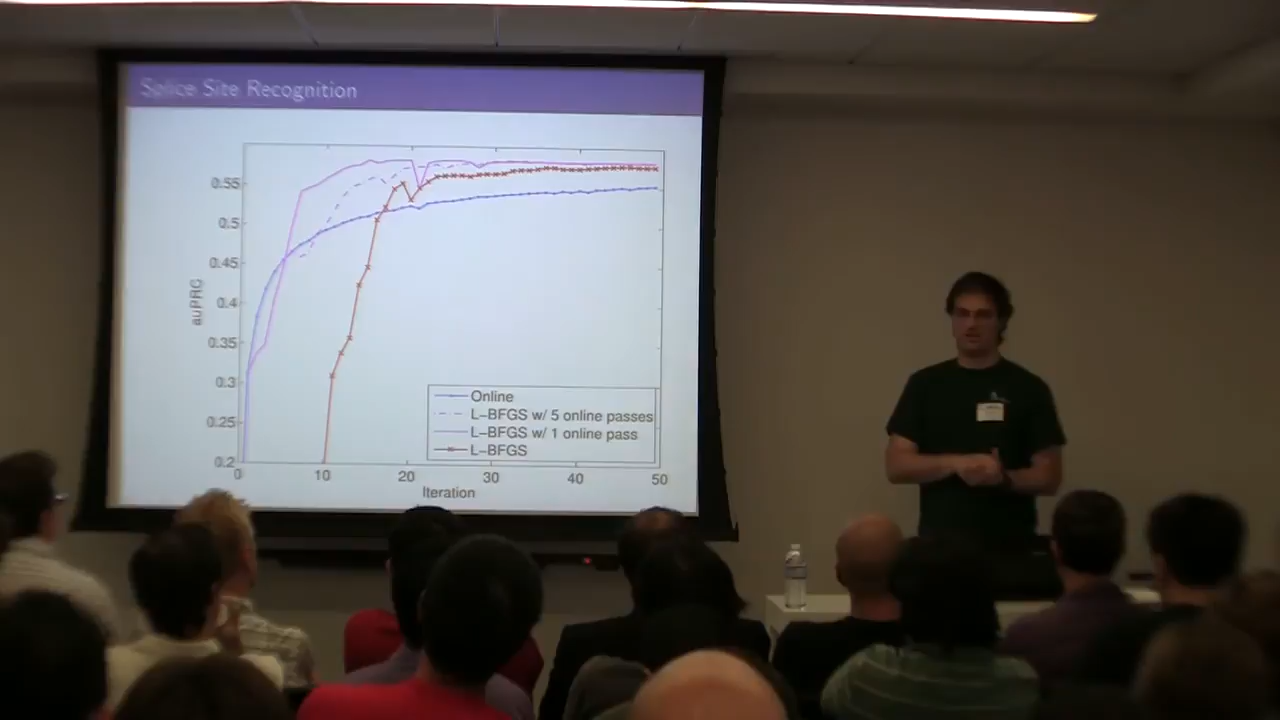 Splice Site Recognition
0.55
0.5
0.45
0.4
0.35
0.3
0.25
0.2
auPRC
0 10 20 30 40 50
Iteration
Online
L-BFGS w/ 5 online passes
L-BFGS w/ 1 online pass
L-BFGS